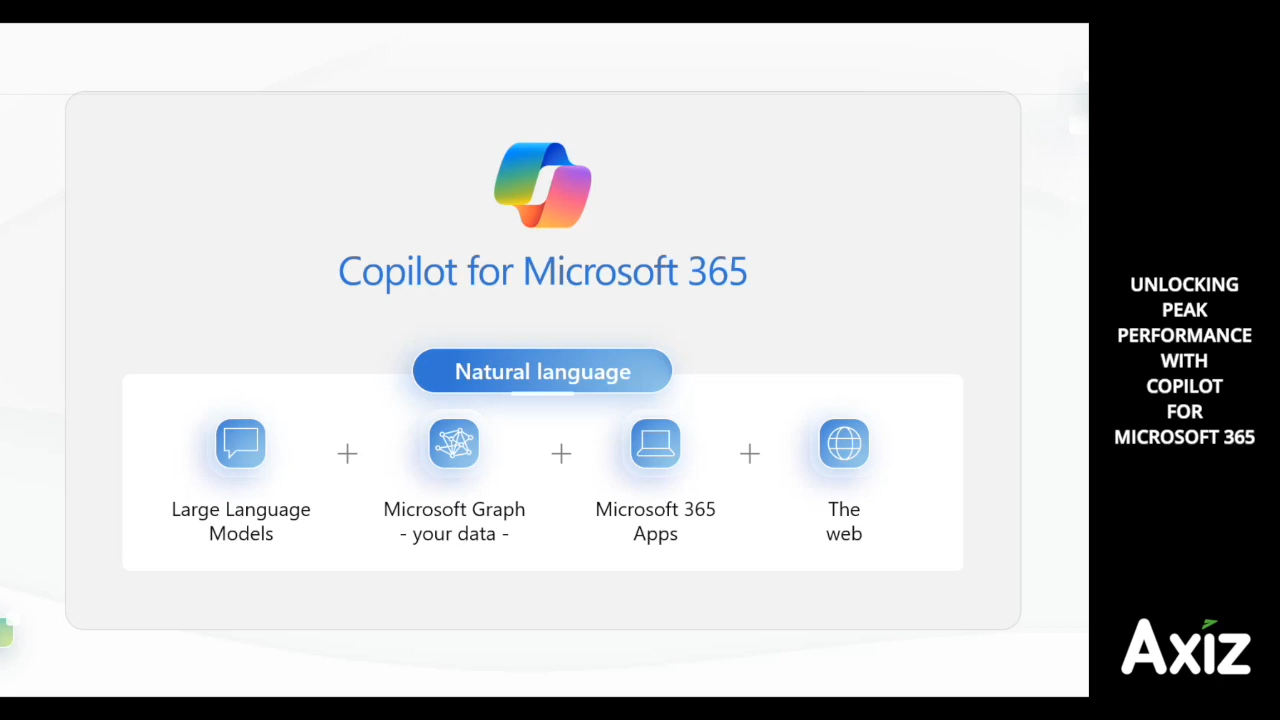 Copilot for Microsoft 365
Natural language
Large Language
Models
Microsoft Graph
- your data -
Microsoft 365
Apps
The
web
UNLOCKING
PEAK
PERFORMANCE
WITH
COPILOT
FOR
MICROSOFT 365
Axiz